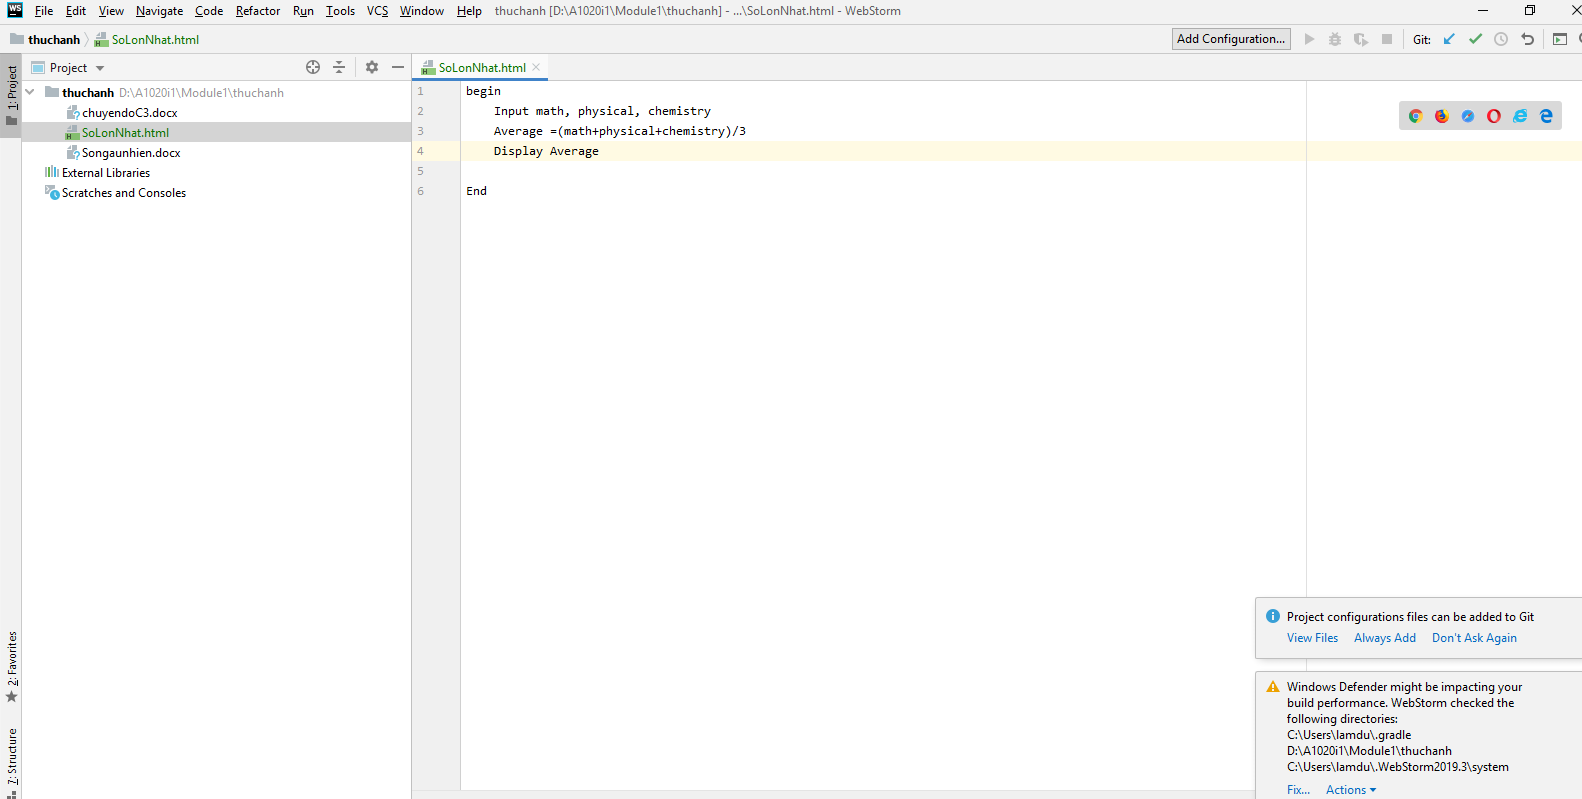 WS File Edit View Navigate Code Refactor Run Tools VCS Window Help thuchanh [D:\A1020i1\Module1\thuchanh] - ...\SoLonNhat.html - WebStorm
thuchanh SoLonNhat.html Add Configuration... Git:
1: Project
Project
SoLonNhat.html
thuchanh D:\A1020i1\Module1\thuchanh
chuyendoC3.docx
SoLonNhat.html
Songaunhien.docx
External Libraries
Scratches and Consoles
1 begin
2 Input math, physical, chemistry
3 Average =(math+physical+chemistry)/3
4 Display Average
5
6 End
2: Favorites
7: Structure
Project configurations files can be added to Git
View Files Always Add Don't Ask Again
Windows Defender might be impacting your
build performance. WebStorm checked the
following directories:
C:\Users\lamdu\.gradle
D:\A1020i1\Module1\thuchanh
C:\Users\lamdu\.WebStorm2019.3\system
Fix... Actions